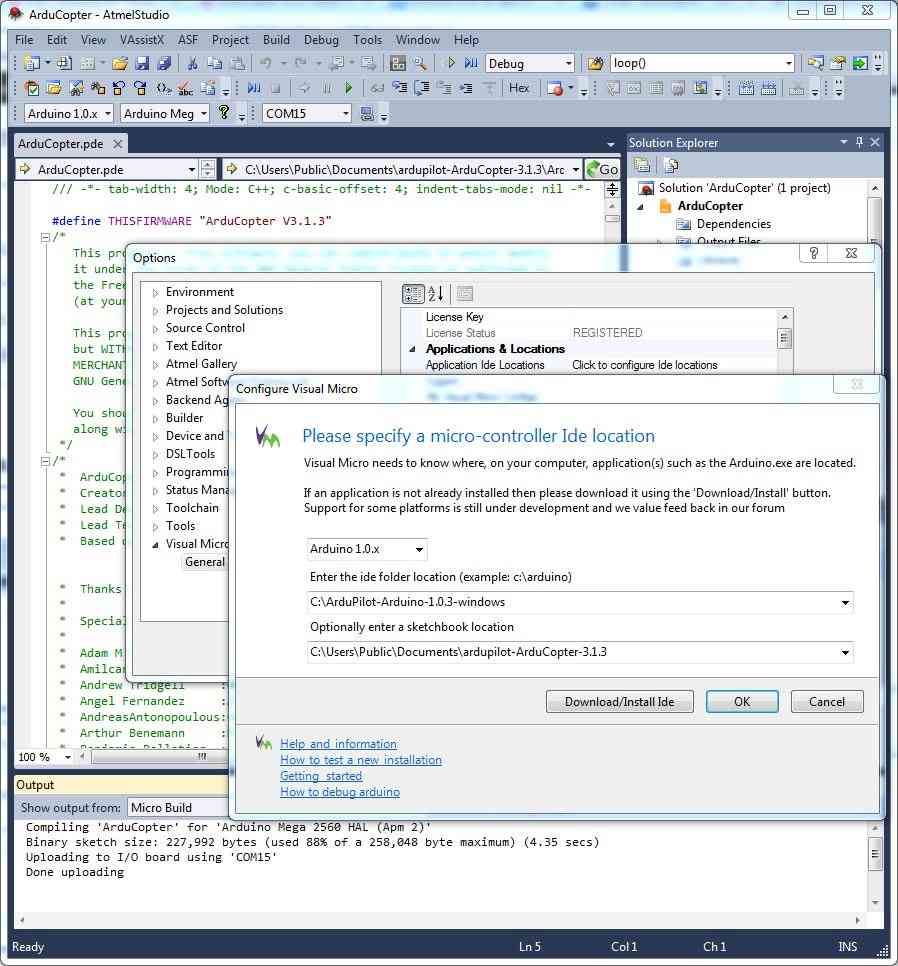 ArduCopter - AtmelStudio
File Edit View VAssistX ASF Project Build Debug Tools Window Help
Debug loop()
Hex
Arduino 1.0.x Arduino Meg COM15
ArduCopter.pde
ArduCopter.pde C:\Users\Public\Documents\ardupilot-ArduCopter-3.1.3\Arc Go
/// -*- tab-width: 4; Mode: C++; c-basic-offset: 4; indent-tabs-mode: nil -*-
#define THISFIRMWARE "ArduCopter V3.1.3"
/*
This pro
it under
the Free
(at your
This pro
but WITH
MERCHANT
GNU Gene
You shou
along wi
*/
/*
* ArduCop
* Creator
* Lead De
* Lead Te
* Based o
* Thanks
*
* Special
* Adam M
* Amilcar
* Andrew Tridgell :
* Angel Fernandez :
* AndreasAntonopoulous:
* Arthur Benemann :
100 %
Solution Explorer
Solution 'ArduCopter' (1 project)
ArduCopter
Dependencies
Output Files
Options
Environment
Projects and Solutions
Source Control
Text Editor
Atmel Gallery
Atmel Softw
Backend Ag
Builder
Device and
DSLTools
Programmi
Status Mana
Toolchain
Tools
Visual Micro
General
License Key
License Status REGISTERED
Applications & Locations
Application Ide Locations Click to configure Ide locations
Configure Visual Micro
Please specify a micro-controller Ide location
Visual Micro needs to know where, on your computer, application(s) such as the Arduino.exe are located.
If an application is not already installed then please download it using the 'Download/Install' button.
Support for some platforms is still under development and we value feed back in our forum
Arduino 1.0.x
Enter the ide folder location (example: c:\arduino)
C:\ArduPilot-Arduino-1.0.3-windows
Optionally enter a sketchbook location
C:\Users\Public\Documents\ardupilot-ArduCopter-3.1.3
Download/Install Ide OK Cancel
Help and information
How to test a new installation
Getting started
How to debug arduino
Output
Show output from: Micro Build
Compiling 'ArduCopter' for 'Arduino Mega 2560 HAL (Apm 2)'
Binary sketch size: 227,992 bytes (used 88% of a 258,048 byte maximum) (4.35 secs)
Uploading to I/O board using 'COM15'
Done uploading
Ready Ln 5 Col 1 Ch 1 INS